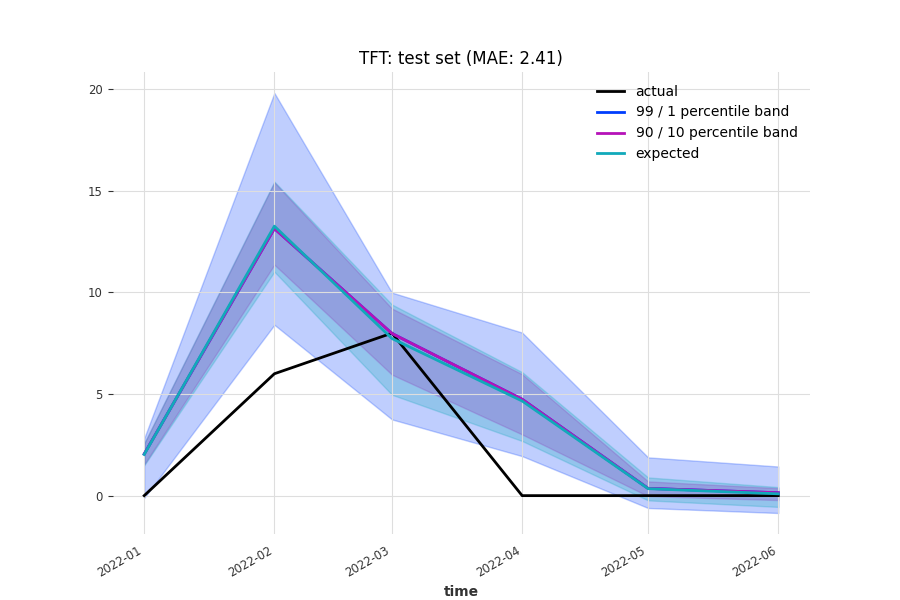 TFT: test set (MAE: 2.41)
actual
99 / 1 percentile band
90 / 10 percentile band
expected
20
15
10
5
0
2022-01
2022-02
2022-03
2022-04
2022-05
2022-06
time